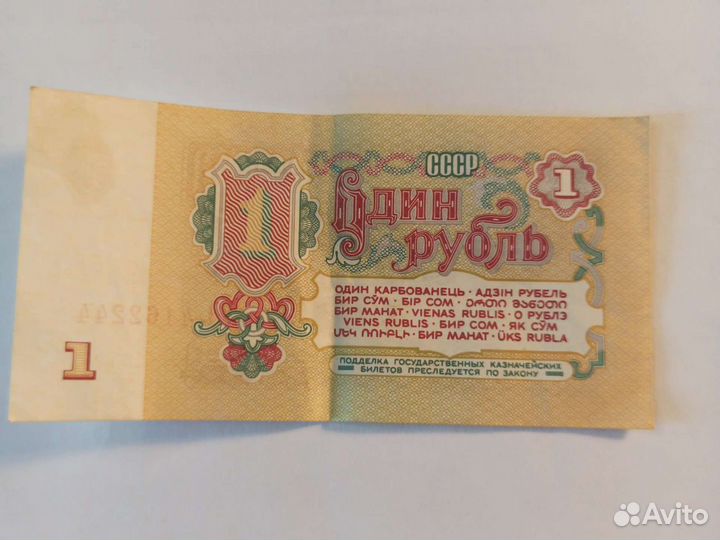 СССР
1
1
Один
рубль
ОДИН КАРБОВАНЕЦЬ · АДЗІН РУБЕЛЬ
БИР СЎМ · БІР СОМ · ᲔᲠᲗᲘ ᲛᲐᲜᲔᲗᲘ
БИР МАНАТ · VIENAS RUBLIS · О РУБЛЭ
VIENS RUBLIS · БИР СОМ · ЯК СЎМ
ՄԵԿ ՌՈՒԲԼԻ · БИР МАНАТ · ÜKS RUBLA
1
ПОДДЕЛКА ГОСУДАРСТВЕННЫХ КАЗНАЧЕЙСКИХ
БИЛЕТОВ ПРЕСЛЕДУЕТСЯ ПО ЗАКОНУ
Avito